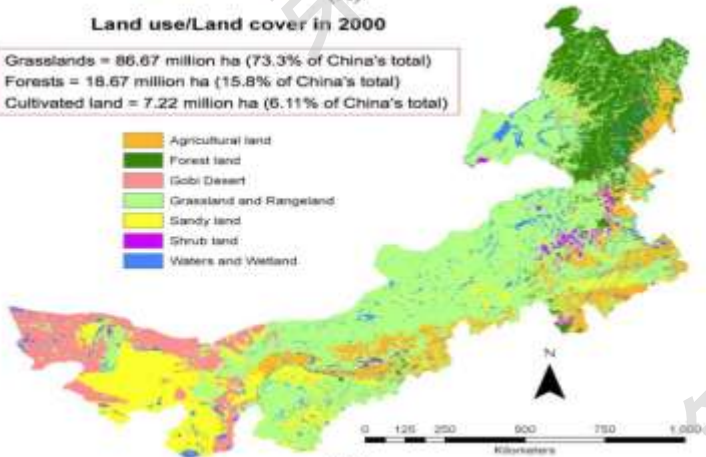 Land use/Land cover in 2000
Grasslands = 86.67 million ha (73.3% of China's total)
Forests = 18.67 million ha (15.8% of China's total)
Cultivated land = 7.22 million ha (6.11% of China's total)
Agricultural land
Forest land
Gobi Desert
Grassland and Rangeland
Sandy land
Shrub land
Waters and Wetland
N
0 125 250 500 750 1,000
Kilometers